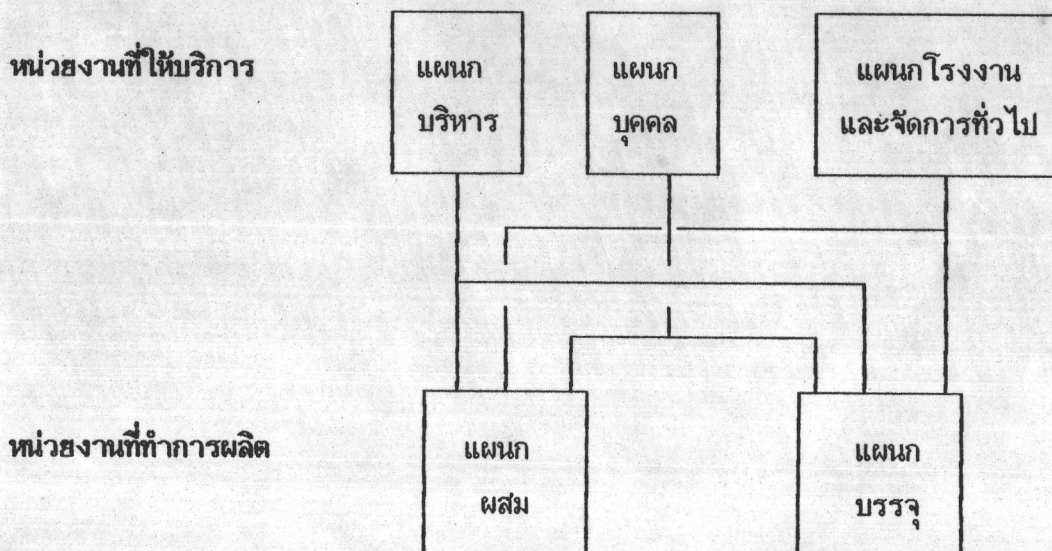 หน่วยงานที่ให้บริการ
แผนก
บริหาร
แผนก
บุคคล
แผนกโรงงาน
และจัดการทั่วไป
หน่วยงานที่ทำการผลิต
แผนก
ผสม
แผนก
บรรจุ